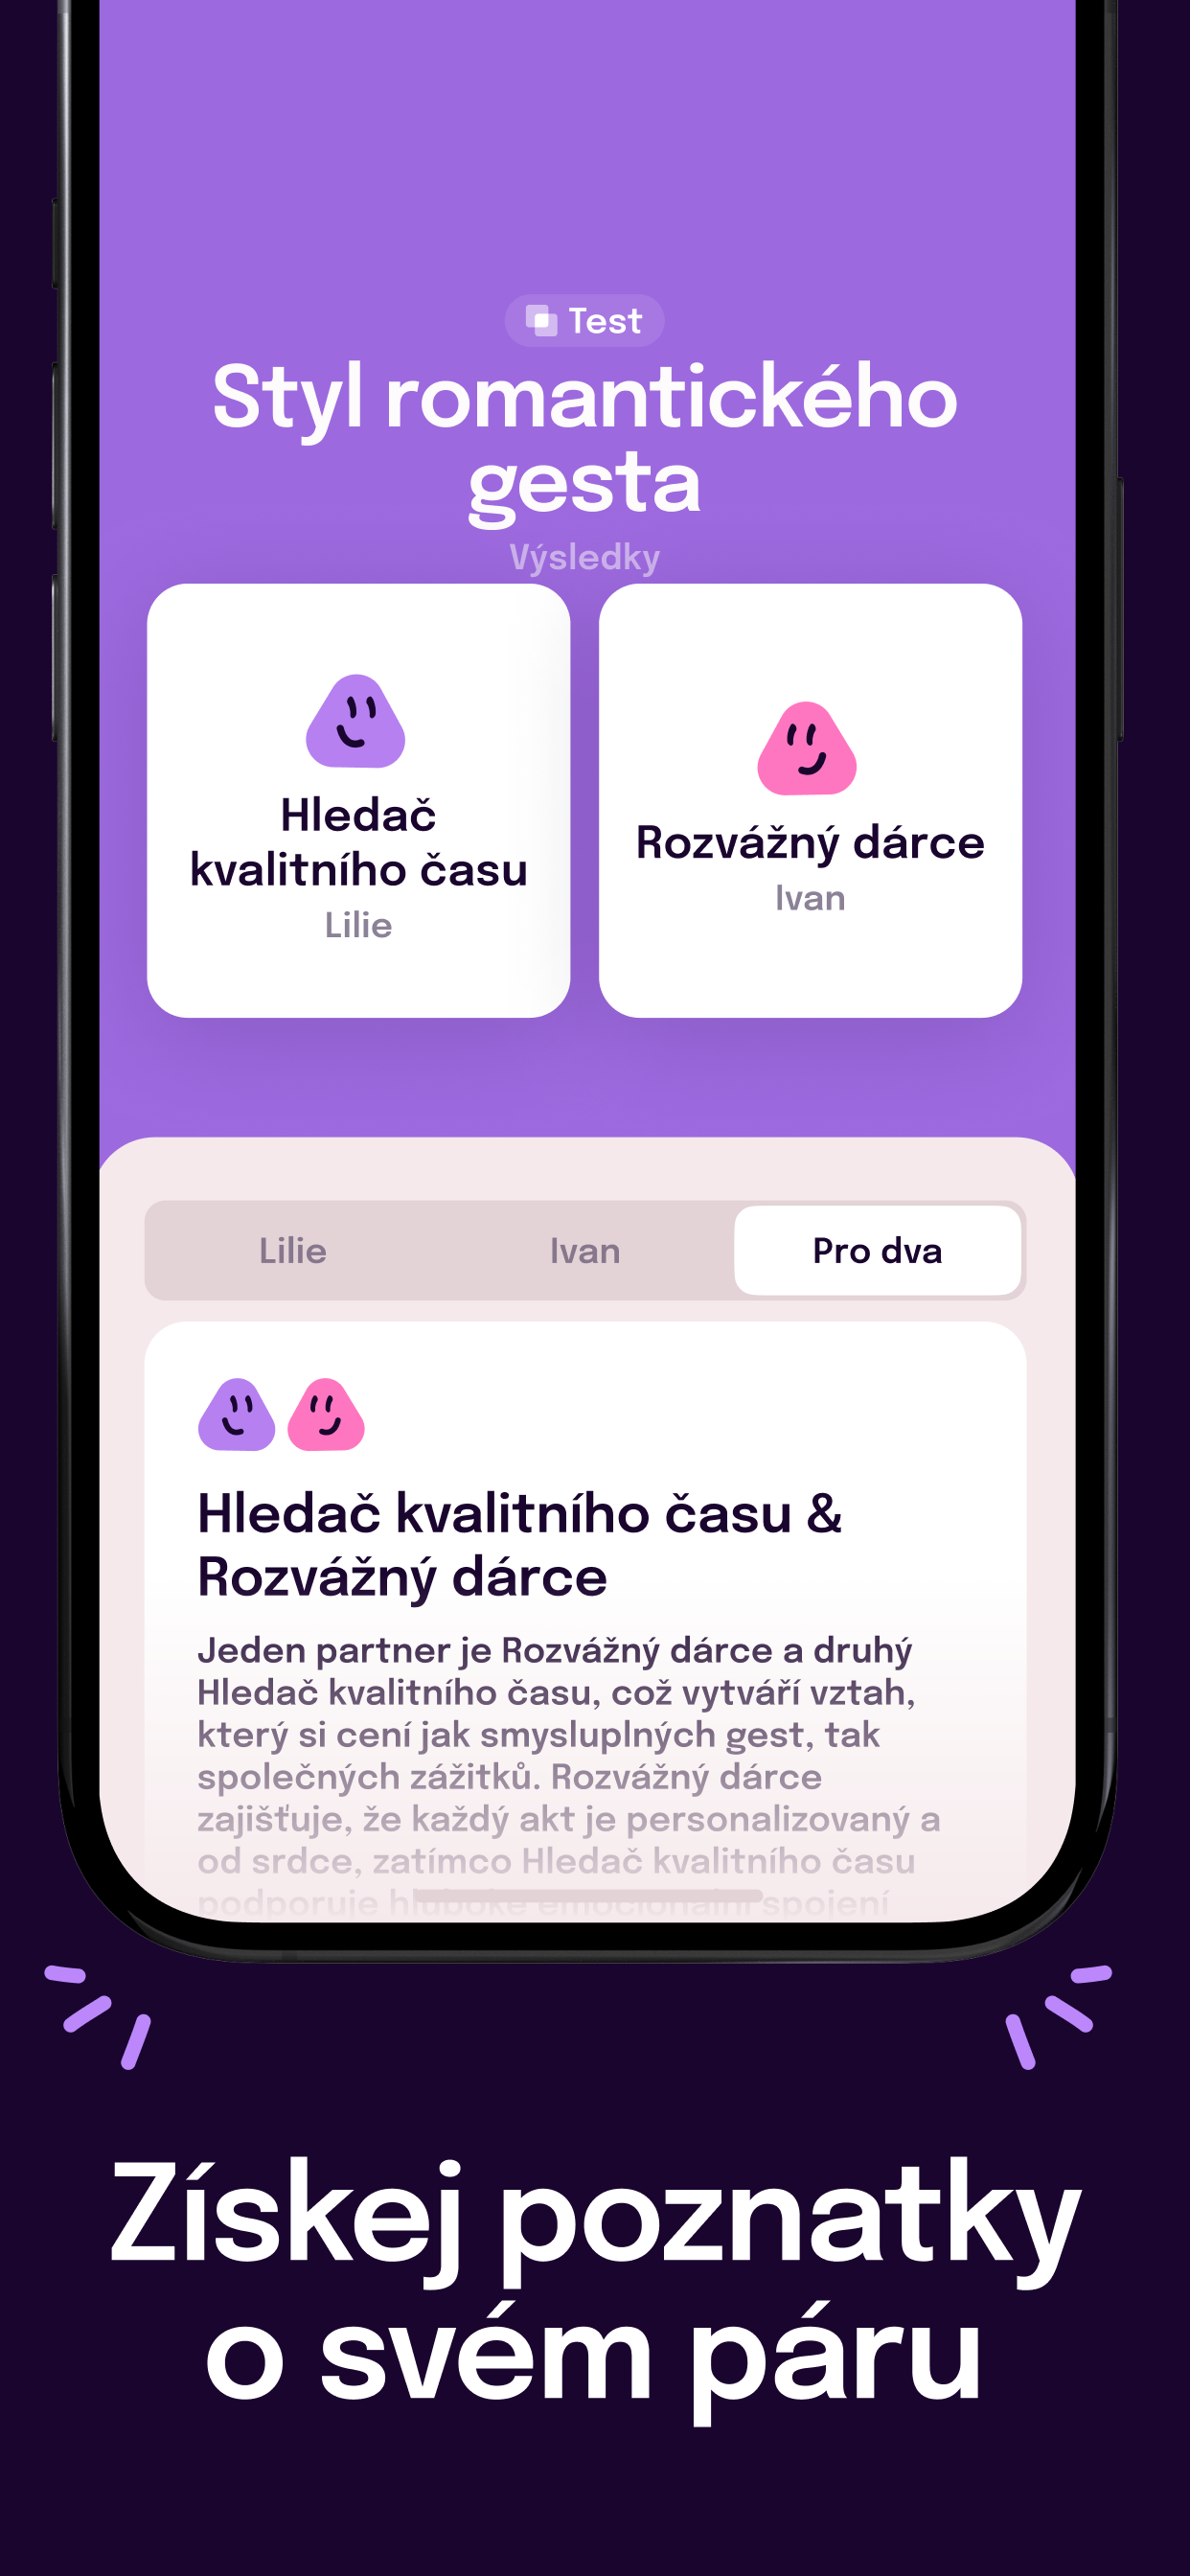 Test
Styl romantického
gesta
Výsledky
Hledač
kvalitního času
Lilie
Rozvážný dárce
Ivan
Lilie
Ivan
Pro dva
Hledač kvalitního času &
Rozvážný dárce
Jeden partner je Rozvážný dárce a druhý
Hledač kvalitního času, což vytváří vztah,
který si cení jak smysluplných gest, tak
společných zážitků. Rozvážný dárce
zajišťuje, že každý akt je personalizovaný a
od srdce, zatímco Hledač kvalitního času
podporuje hluboké emocionální spojení
Získej poznatky
o svém páru